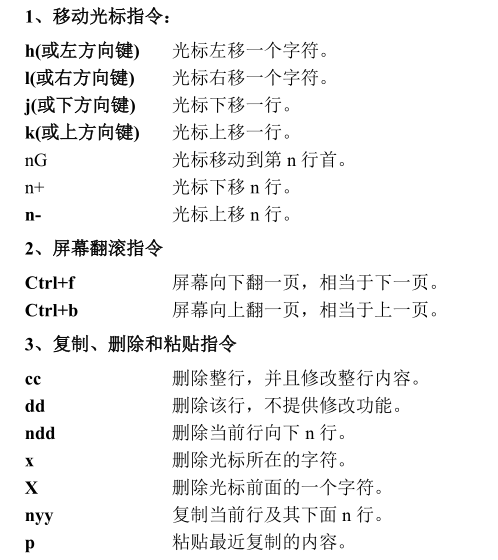 1、移动光标指令：
h(或左方向键) 光标左移一个字符。
l(或右方向键) 光标右移一个字符。
j(或下方向键) 光标下移一行。
k(或上方向键) 光标上移一行。
nG 光标移动到第 n 行首。
n+ 光标下移 n 行。
n- 光标上移 n 行。
2、屏幕翻滚指令
Ctrl+f 屏幕向下翻一页，相当于下一页。
Ctrl+b 屏幕向上翻一页，相当于上一页。
3、复制、删除和粘贴指令
cc 删除整行，并且修改整行内容。
dd 删除该行，不提供修改功能。
ndd 删除当前行向下 n 行。
x 删除光标所在的字符。
X 删除光标前面的一个字符。
nyy 复制当前行及其下面 n 行。
p 粘贴最近复制的内容。